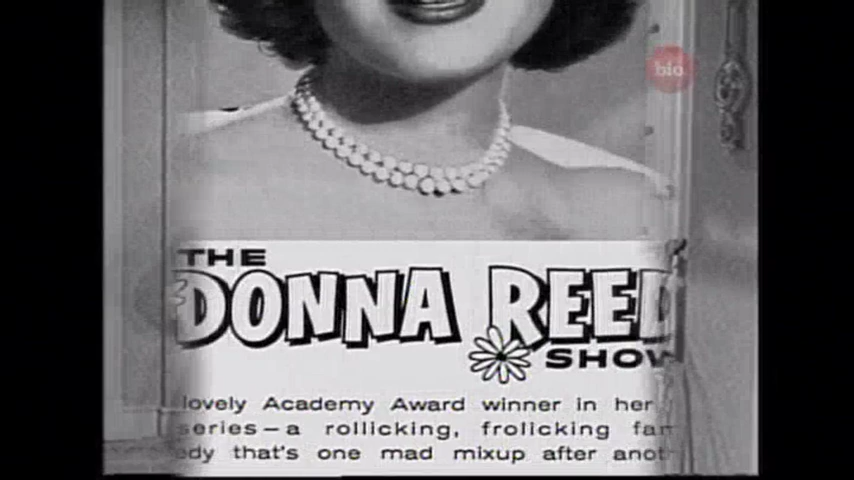 bio.
THE
DONNA REED
SHOW
lovely Academy Award winner in her
series—a rollicking, frolicking fam
edy that's one mad mixup after anoth